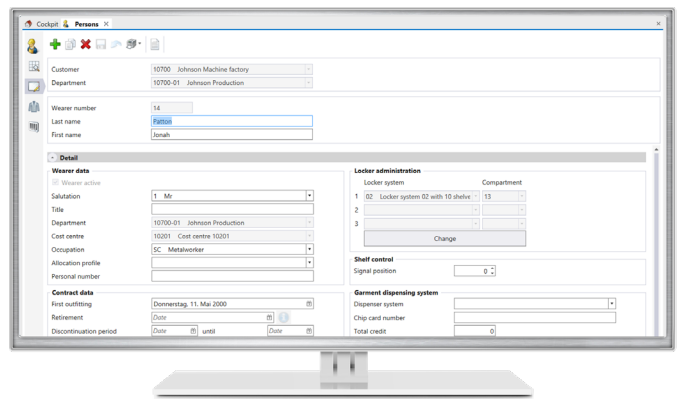 Cockpit Persons
Customer 10700 Johnson Machine factory
Department 10700-01 Johnson Production
Wearer number 14
Last name Patton
First name Jonah
Detail
Wearer data
Wearer active
Salutation 1 Mr
Title
Department 10700-01 Johnson Production
Cost centre 10201 Cost centre 10201
Occupation SC Metalworker
Allocation profile
Personal number
Contract data
First outfitting Donnerstag. 11. Mai 2000
Retirement Date
Discontinuation period Date until Date
Locker administration
Locker system Compartment
1 02 Locker system 02 with 10 shelve 13
2
3
Change
Shelf control
Signal position 0
Garment dispensing system
Dispenser system
Chip card number
Total credit 0